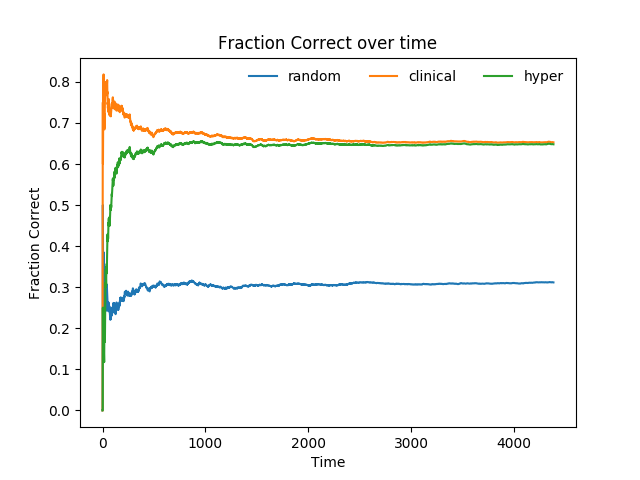 Fraction Correct over time
random clinical hyper
Fraction Correct
0.8
0.7
0.6
0.5
0.4
0.3
0.2
0.1
0.0
0 1000 2000 3000 4000
Time